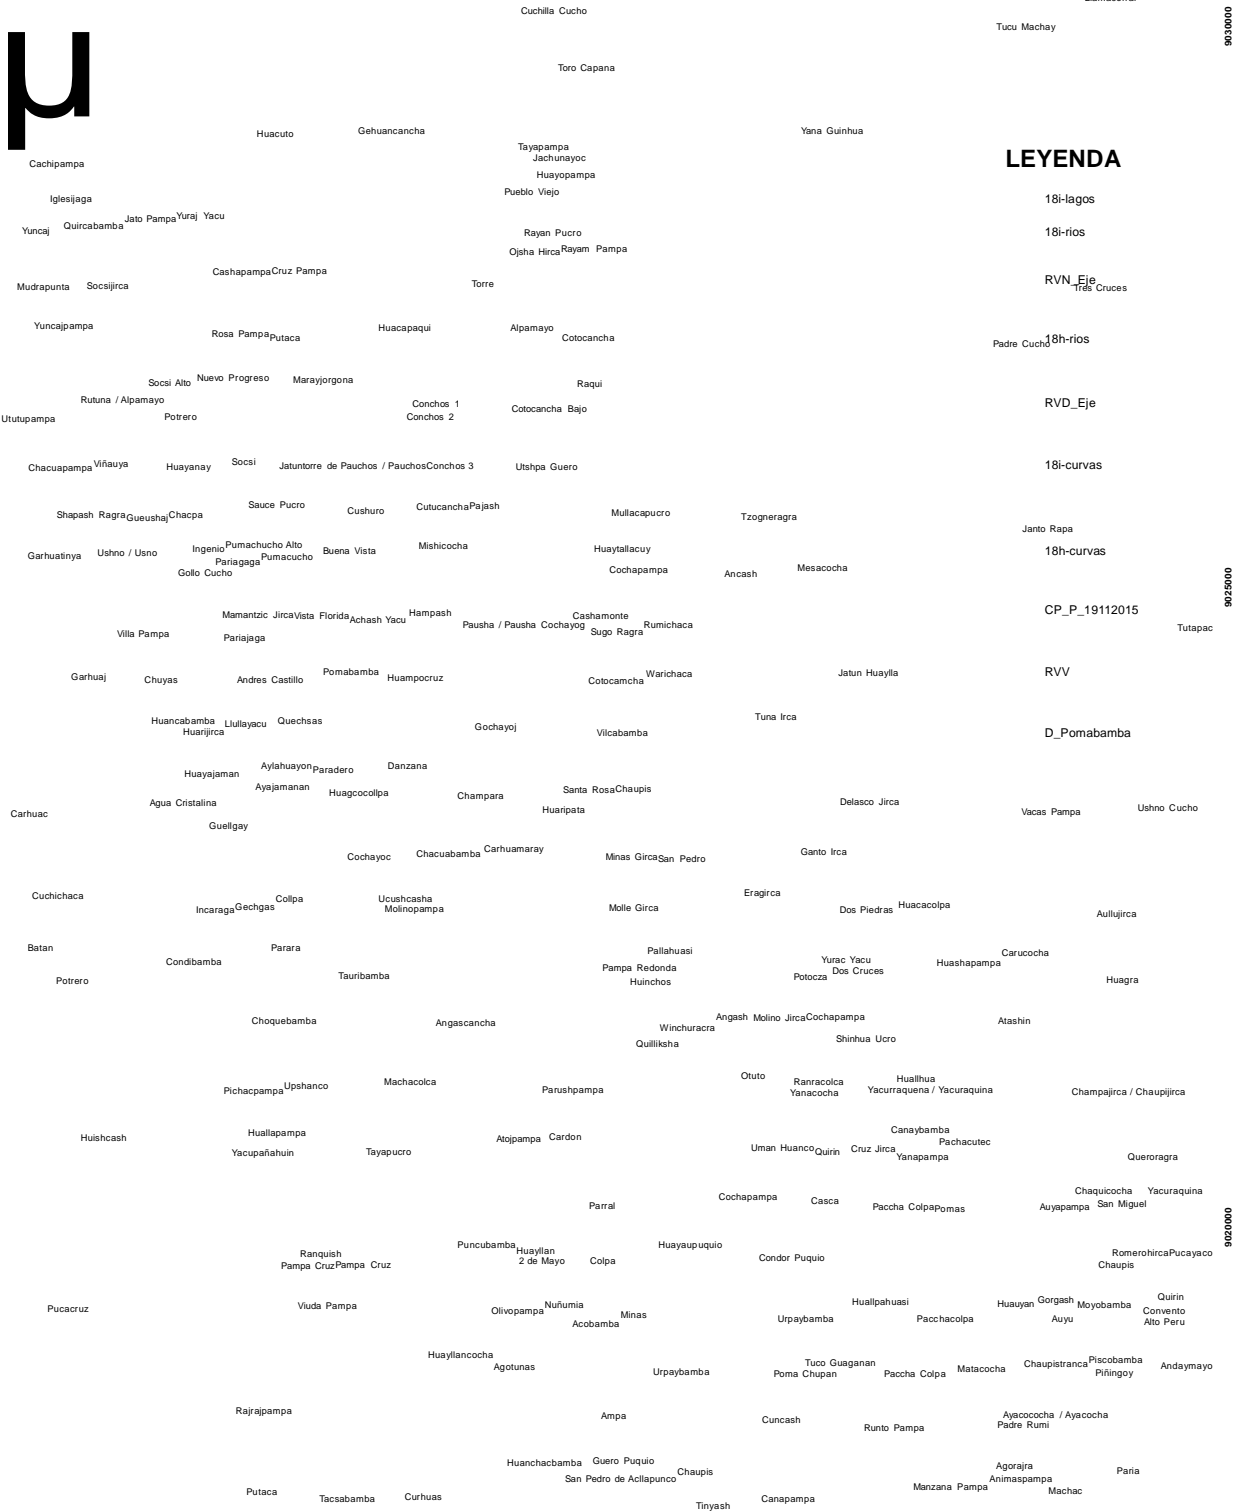 Cuchilla Cucho
Tucu Machay
9030000
µ
Toro Capana
Huacuto
Gehuancancha
Yana Guinhua
Tayapampa
Jachunayoc
LEYENDA
Cachipampa
Huayopampa
Pueblo Viejo
Iglesijaga
18i-lagos
Jato Pampa
Yuraj Yacu
Quircabamba
Yuncaj
Rayan Pucro
18i-rios
Ojsha Hirca
Rayam Pampa
Cashapampa
Cruz Pampa
Mudrapunta
Socsijirca
Torre
RVN_Eje
Tres Cruces
Yuncajpampa
Rosa Pampa
Putaca
Huacapaqui
Alpamayo
Cotocancha
Padre Cucho
18h-rios
Socsi Alto
Nuevo Progreso
Marayjorgona
Raqui
Rutuna / Alpamayo
Conchos 1
Cotocancha Bajo
RVD_Eje
Ututupampa
Potrero
Conchos 2
Chacuapampa
Viñauya
Huayanay
Socsi
Jatuntorre de Pauchos / Pauchos
Conchos 3
Utshpa Guero
18i-curvas
Shapash Ragra
Gueushaj
Chacpa
Sauce Pucro
Cushuro
Cutucancha
Pajash
Mullacapucro
Tzogneragra
Janto Rapa
Garhuatinya
Ushno / Usno
Ingenio
Pumachucho Alto
Pariagaga
Pumacucho
Gollo Cucho
Buena Vista
Mishicocha
Huaytallacuy
Cochapampa
Ancash
Mesacocha
18h-curvas
9025000
Mamantzic Jirca
Vista Florida
Achash Yacu
Hampash
Pausha / Pausha Cochayog
Cashamonte
Sugo Ragra
Rumichaca
CP_P_19112015
Tutapac
Villa Pampa
Pariajaga
Garhuaj
Chuyas
Andres Castillo
Pomabamba
Huampocruz
Cotocamcha
Warichaca
Jatun Huaylla
RVV
Huancabamba
Huarijirca
Llullayacu
Quechsas
Gochayoj
Vilcabamba
Tuna Irca
D_Pomabamba
Huayajaman
Aylahuayon
Paradero
Danzana
Ayajamanan
Huagcocollpa
Champara
Santa Rosa
Chaupis
Huaripata
Agua Cristalina
Carhuac
Guellgay
Delasco Jirca
Vacas Pampa
Ushno Cucho
Cochayoc
Chacuabamba
Carhuamaray
Minas Girca
San Pedro
Ganto Irca
Cuchichaca
Incaraga
Gechgas
Collpa
Ucushcasha
Molinopampa
Molle Girca
Eragirca
Dos Piedras
Huacacolpa
Aullujirca
Batan
Condibamba
Parara
Potrero
Tauribamba
Pallahuasi
Pampa Redonda
Huinchos
Yurac Yacu
Dos Cruces
Potocza
Huashapampa
Carucocha
Huagra
Choquebamba
Angascancha
Winchuracra
Quilliksha
Angash
Molino Jirca
Cochapampa
Shinhua Ucro
Atashin
Pichacpampa
Upshanco
Machacolca
Parushpampa
Otuto
Ranracolca
Yanacocha
Huallhua
Yacurraquena / Yacuraquina
Champajirca / Chaupijirca
Huishcash
Huallapampa
Yacupañahuin
Tayapucro
Atojpampa
Cardon
Uman Huanco
Quirin
Cruz Jirca
Canaybamba
Pachacutec
Yanapampa
Queroragra
Parral
Cochapampa
Casca
Paccha Colpa
Pomas
Auyapampa
Chaquicocha
San Miguel
Yacuraquina
9020000
Ranquish
Pampa Cruz
Pampa Cruz
Puncubamba
Huayllan
2 de Mayo
Colpa
Huayaupuquio
Condor Puquio
Romerohirca
Pucayaco
Chaupis
Pucacruz
Viuda Pampa
Olivopampa
Nuñumia
Acobamba
Minas
Urpaybamba
Huallpahuasi
Pacchacolpa
Huauyan
Gorgash
Auyu
Moyobamba
Quirin
Convento
Alto Peru
Huayllancocha
Agotunas
Urpaybamba
Tuco Guaganan
Poma Chupan
Paccha Colpa
Matacocha
Chaupistranca
Piscobamba
Piñingoy
Andaymayo
Rajrajpampa
Ampa
Cuncash
Runto Pampa
Ayacococha / Ayacocha
Padre Rumi
Huanchacbamba
Guero Puquio
San Pedro de Acllapunco
Chaupis
Agorajra
Animaspampa
Manzana Pampa
Machac
Paria
Putaca
Tacsabamba
Curhuas
Tinyash
Canapampa